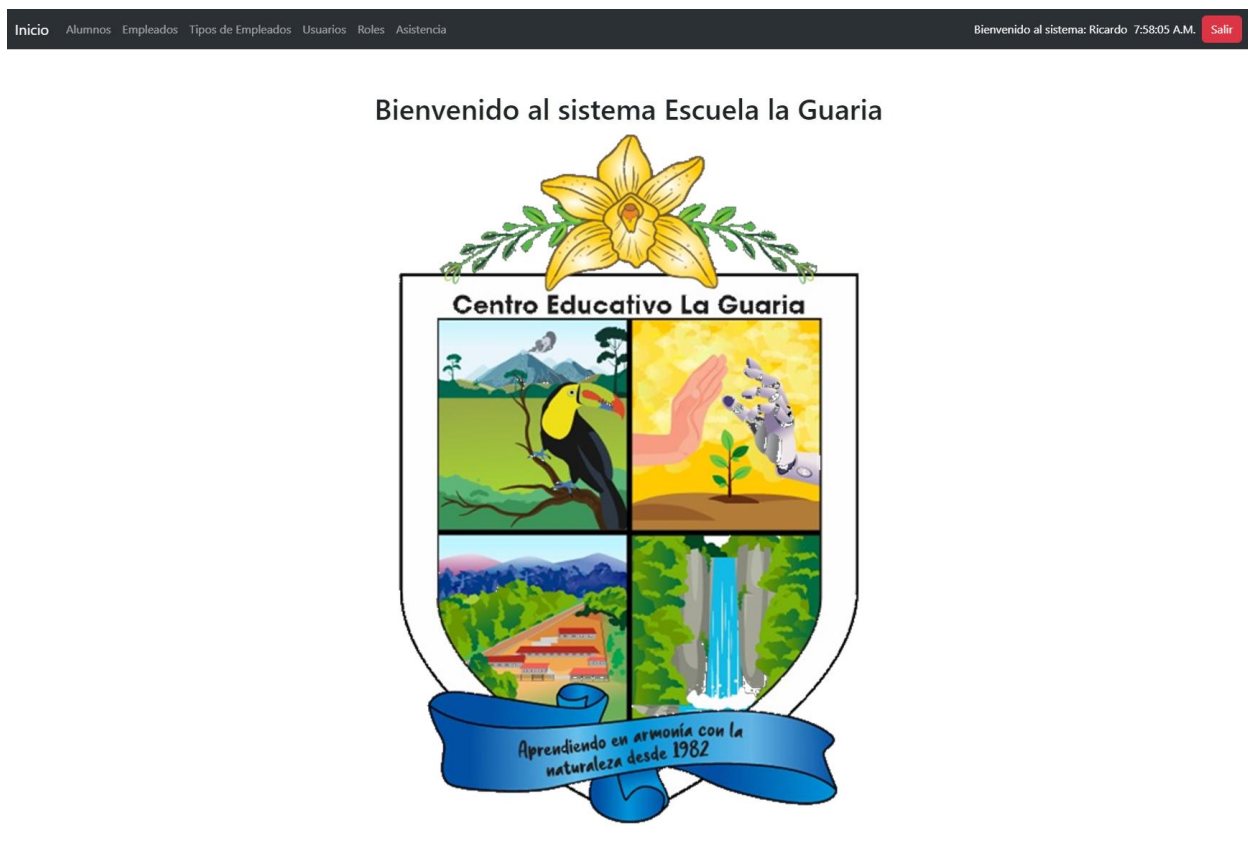 Inicio Alumnos Empleados Tipos de Empleados Usuarios Roles Asistencia Bienvenido al sistema: Ricardo 7:58:05 A.M. Salir
Bienvenido al sistema Escuela la Guaria
Centro Educativo La Guaria
Aprendiendo en armonía con la
naturaleza desde 1982